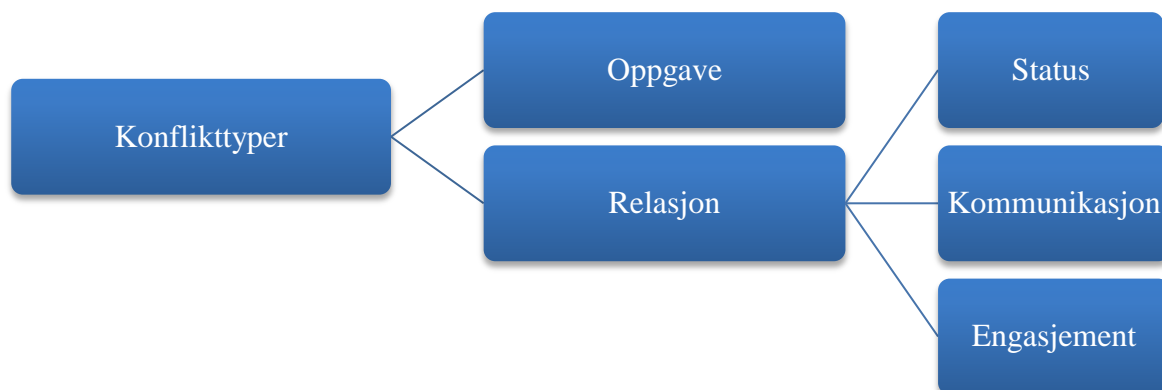 Konflikttyper
Oppgave
Relasjon
Status
Kommunikasjon
Engasjement